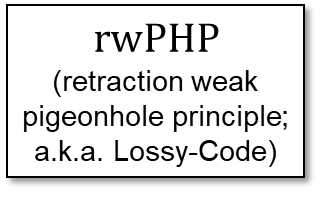 rwPHP
(retraction weak
pigeonhole principle;
a.k.a. Lossy-Code)